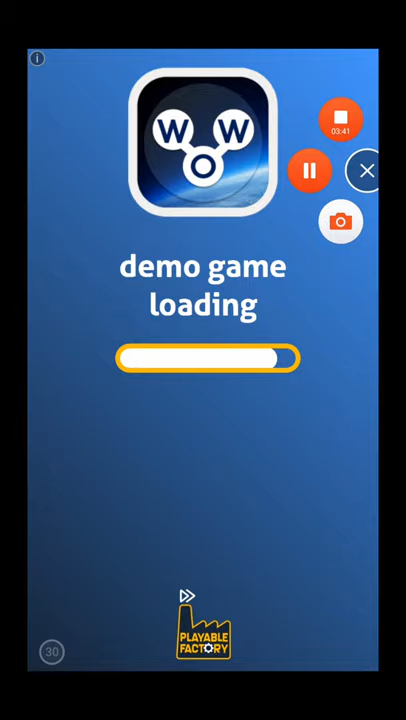 W W
O
03:41
demo game
loading
30
PLAYABLE
FACTORY